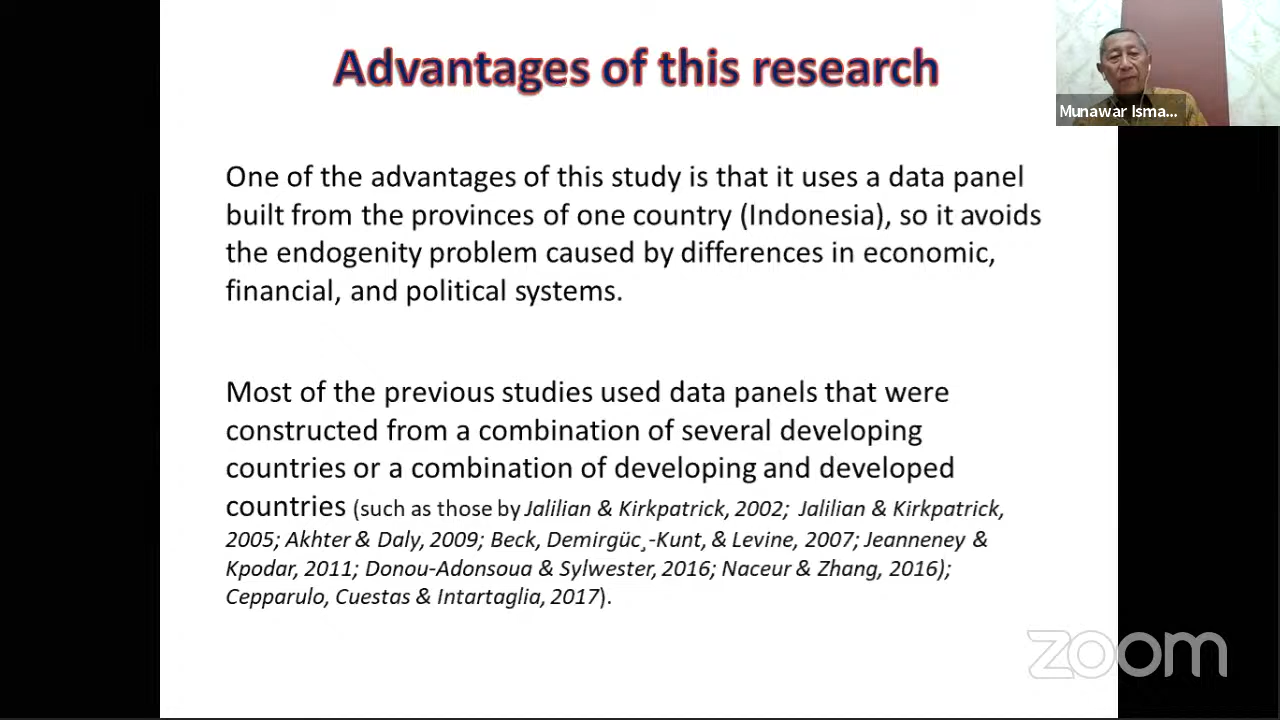 Advantages of this research
Munawar Isma...
One of the advantages of this study is that it uses a data panel
built from the provinces of one country (Indonesia), so it avoids
the endogenity problem caused by differences in economic,
financial, and political systems.
Most of the previous studies used data panels that were
constructed from a combination of several developing
countries or a combination of developing and developed
countries (such as those by Jalilian & Kirkpatrick, 2002; Jalilian & Kirkpatrick,
2005; Akhter & Daly, 2009; Beck, Demirgüc¸-Kunt, & Levine, 2007; Jeanneney &
Kpodar, 2011; Donou-Adonsoua & Sylwester, 2016; Naceur & Zhang, 2016);
Cepparulo, Cuestas & Intartaglia, 2017).
zoom